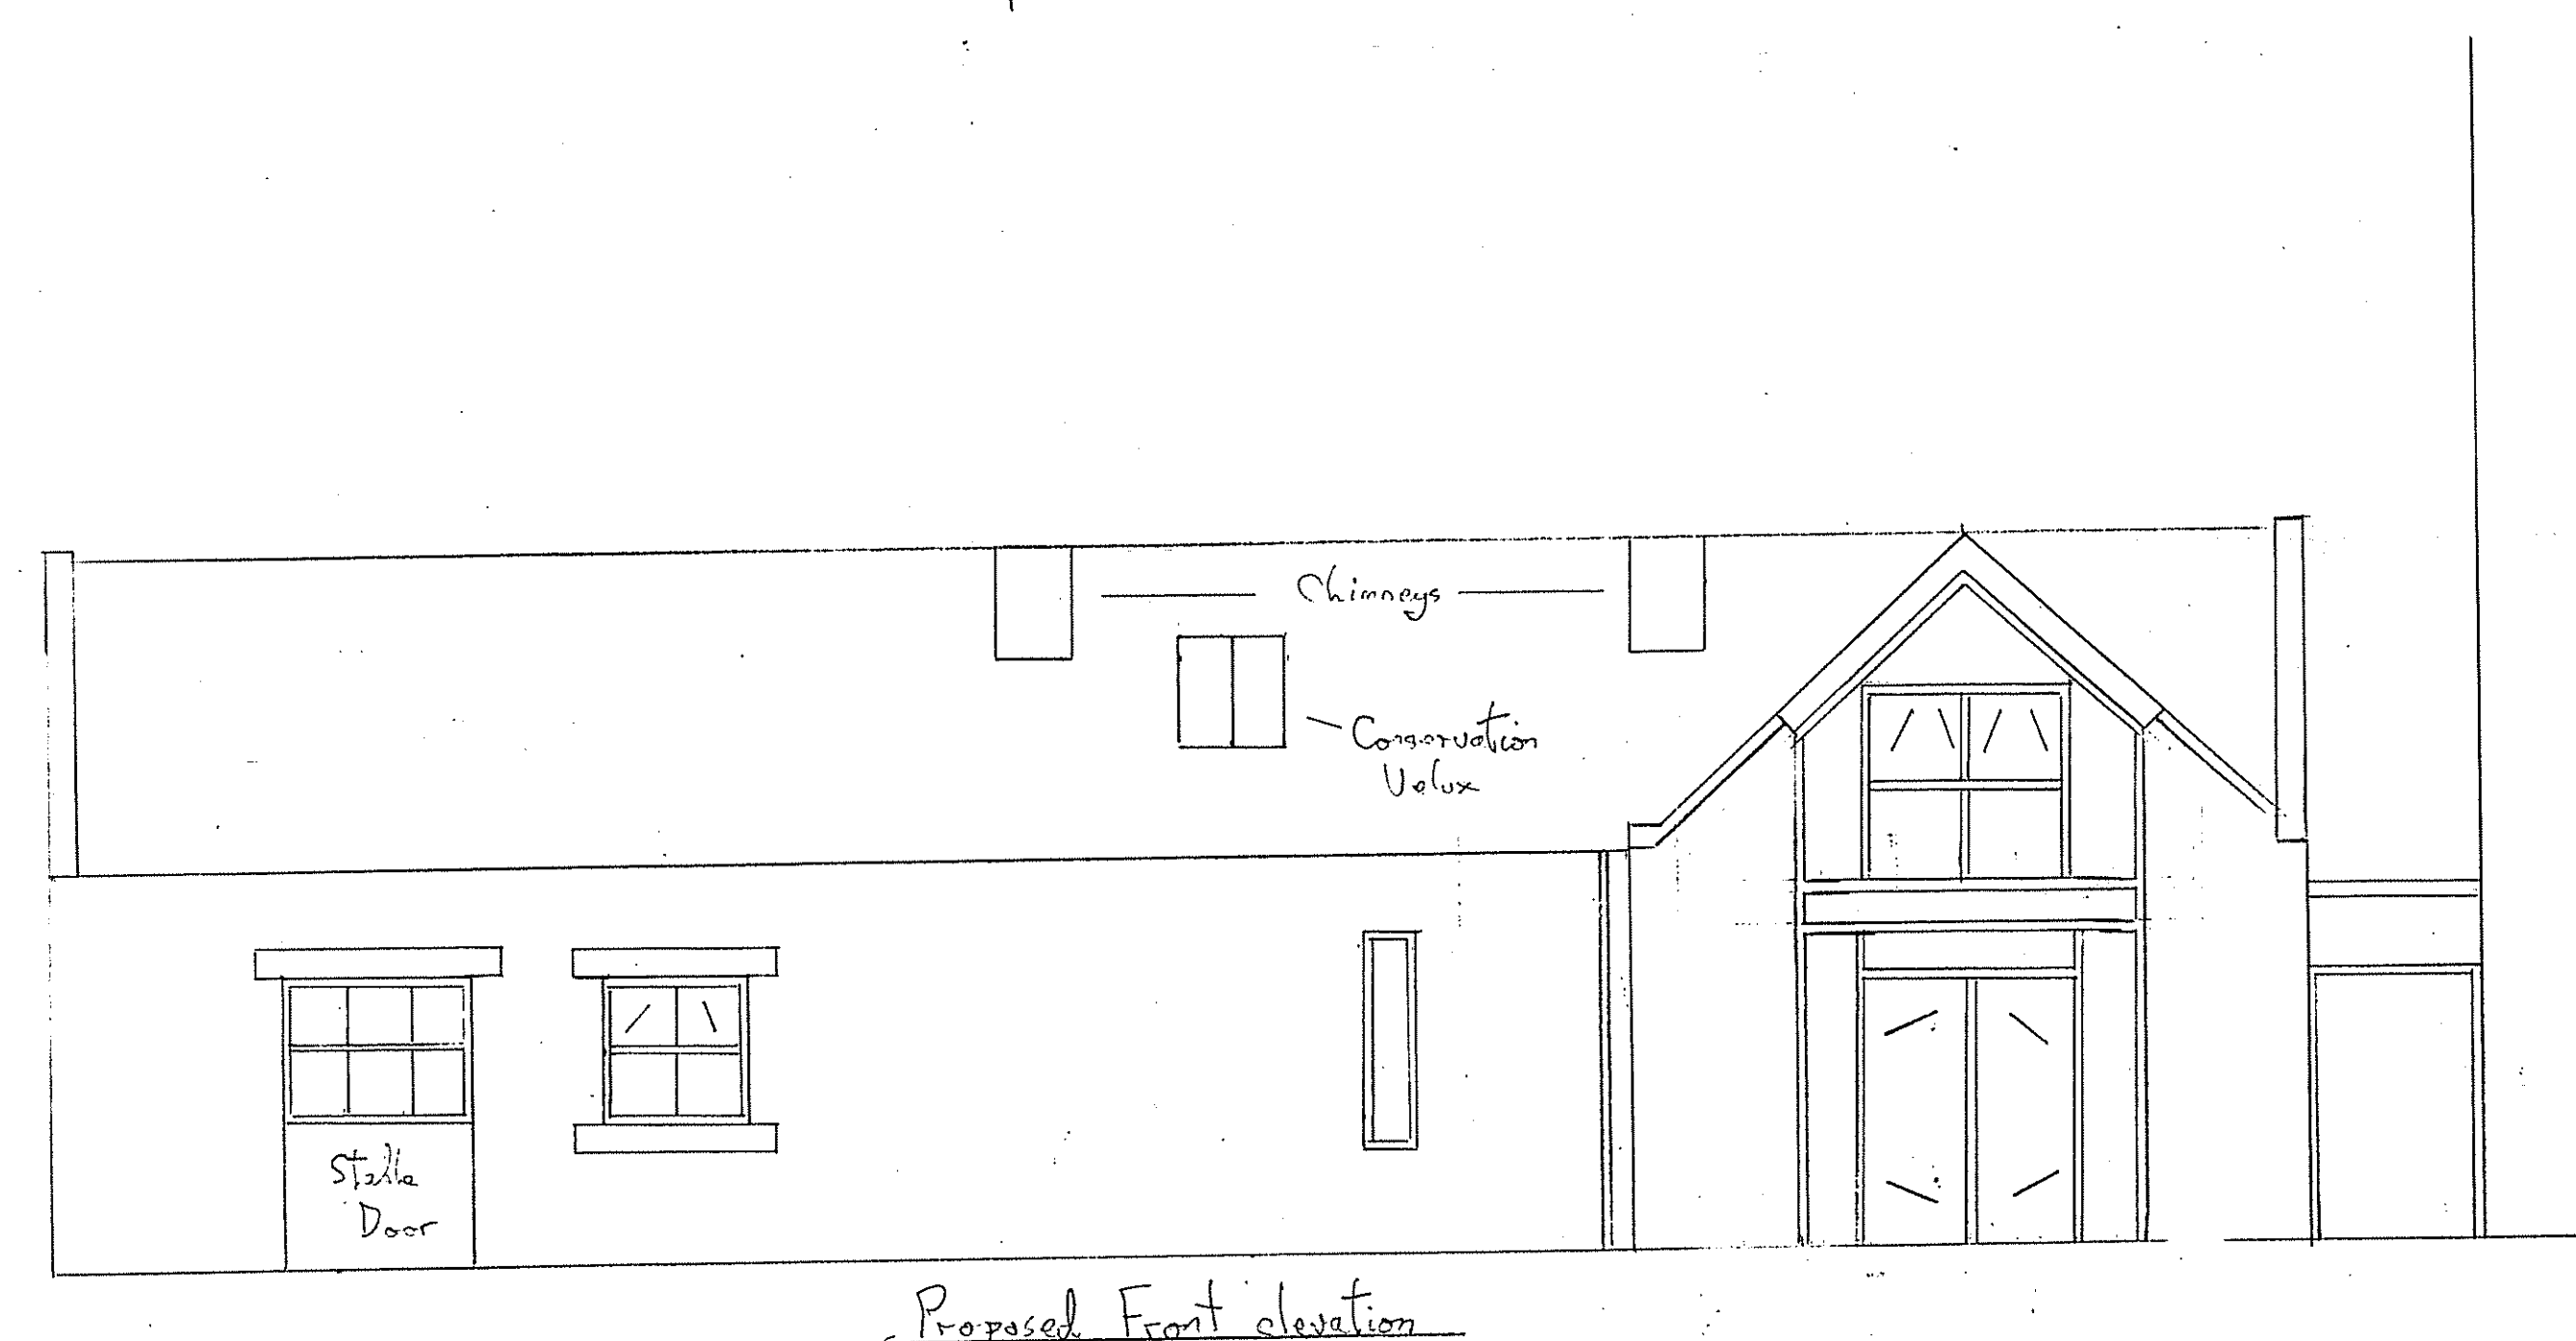 Chimneys
Conservation
Velux
Stable
Door
Proposed Front elevation